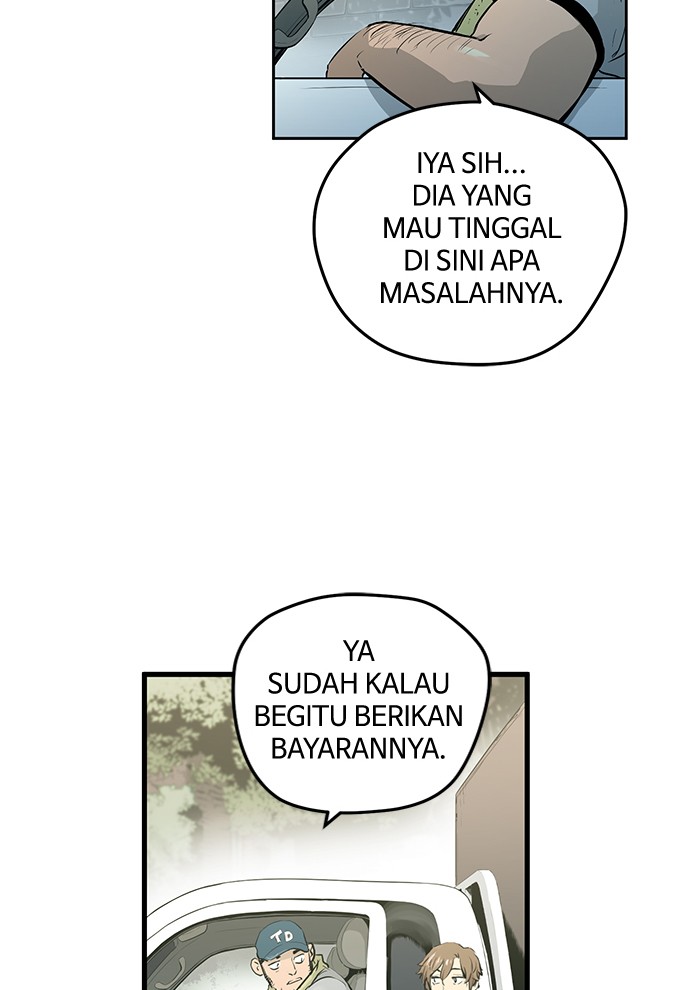 IYA SIH...
DIA YANG
MAU TINGGAL
DI SINI APA
MASALAHNYA.
YA
SUDAH KALAU
BEGITU BERIKAN
BAYARANNYA.
TD